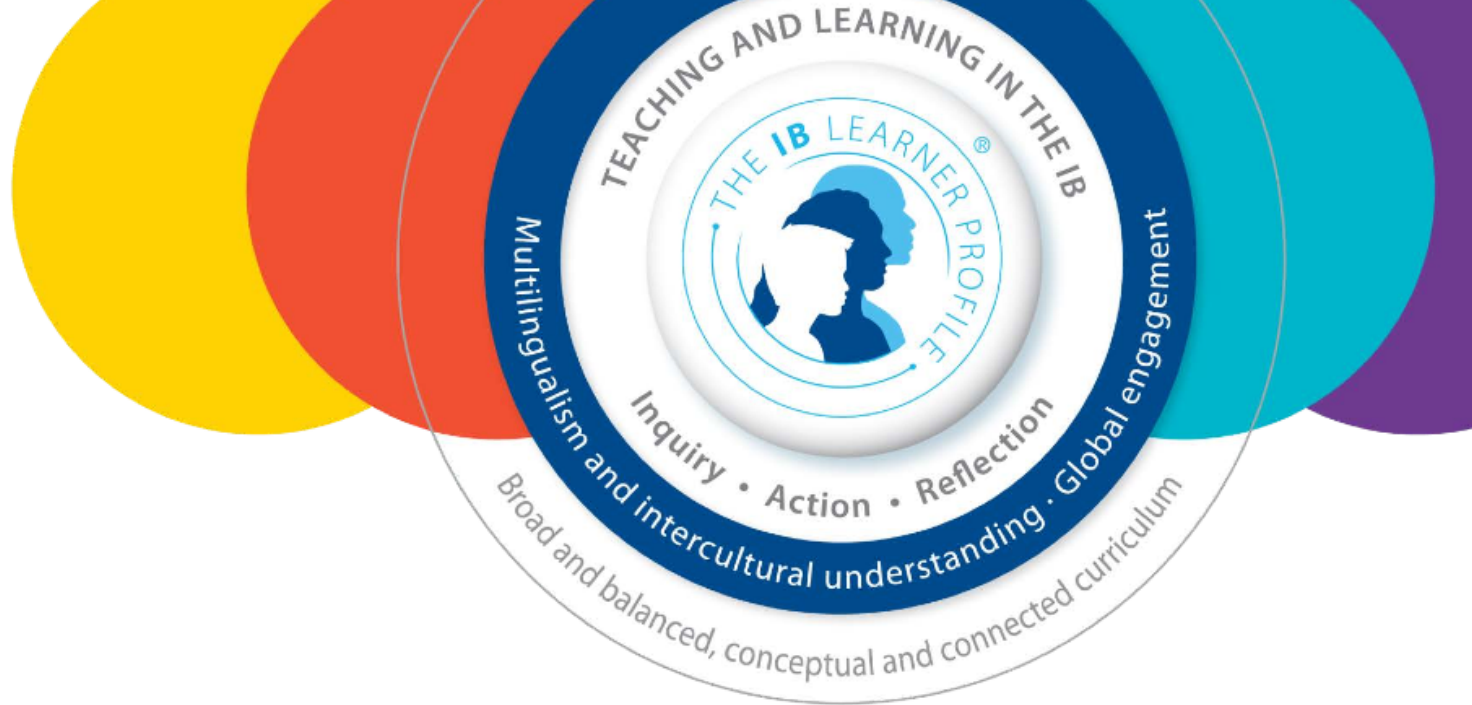 TEACHING AND LEARNING IN THE IB
THE IB LEARNER PROFILE ®
Inquiry • Action • Reflection
Multilingualism and intercultural understanding · Global engagement
Broad and balanced, conceptual and connected curriculum